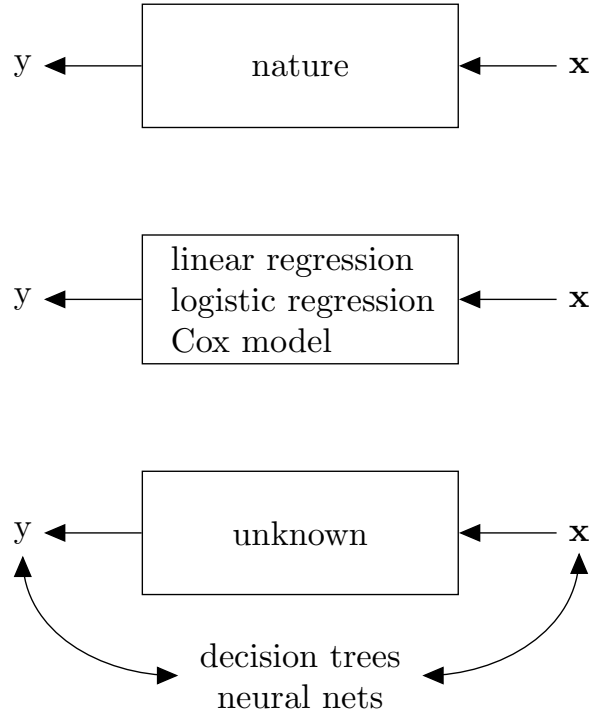 y nature x
linear regression
y logistic regression x
Cox model
y unknown x
decision trees
neural nets